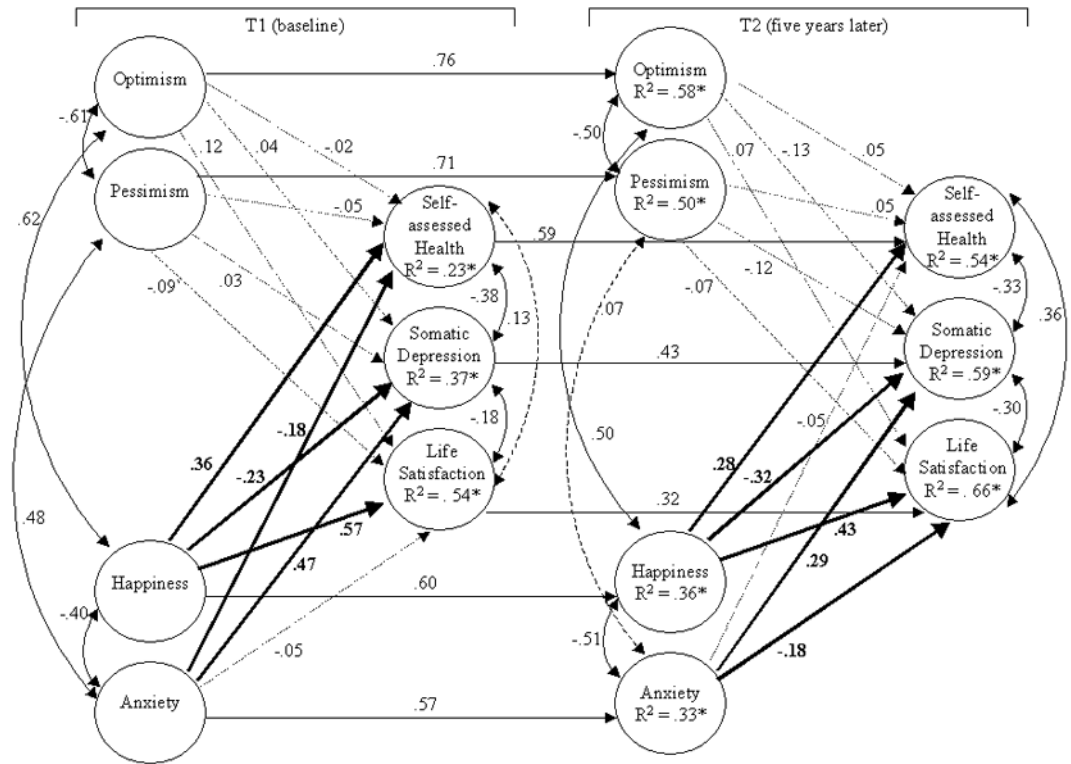 T1 (baseline)
T2 (five years later)
Optimism
Optimism
R² = .58*
.76
-.61
-.50
.12
.04
-.02
.07
-.13
.05
Pessimism
.71
Pessimism
R² = .50*
-.05
.05
Self-
assessed
Health
R² = .23*
Self-
assessed
Health
R² = .54*
.62
.59
-.09
.03
-.07
-.12
-.38
.13
.07
-.33
.36
Somatic
Depression
R² = .37*
Somatic
Depression
R² = .59*
.43
-.18
-.18
-.05
-.30
.50
Life
Satisfaction
R² = .54*
Life
Satisfaction
R² = .66*
.36
-.23
.28
-.32
.48
.32
.57
.47
.43
.29
Happiness
Happiness
R² = .36*
.60
-.40
-.51
-.05
-.18
Anxiety
Anxiety
R² = .33*
.57